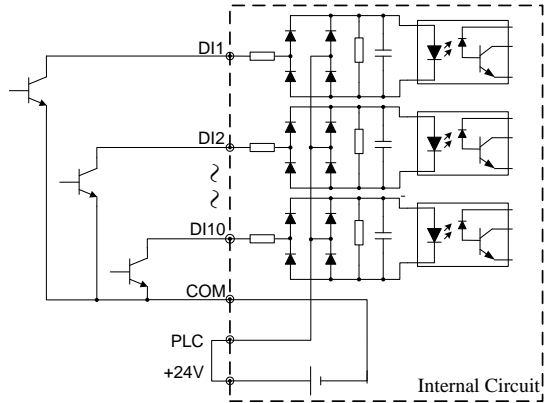 DI1
DI2
DI10
COM
PLC
+24V
Internal Circuit